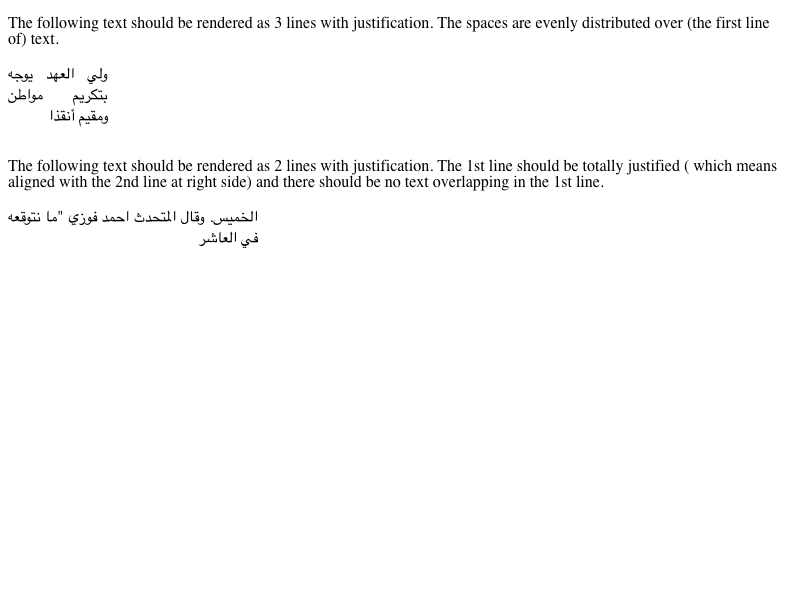 The following text should be rendered as 3 lines with justification. The spaces are evenly distributed over (the first line
of) text.
ولي العهد يوجه
بتكريم مواطن
ومقيم أنقذا
The following text should be rendered as 2 lines with justification. The 1st line should be totally justified ( which means
aligned with the 2nd line at right side) and there should be no text overlapping in the 1st line.
الخميس. وقال المتحدث احمد فوزي "ما نتوقعه
في العاشر